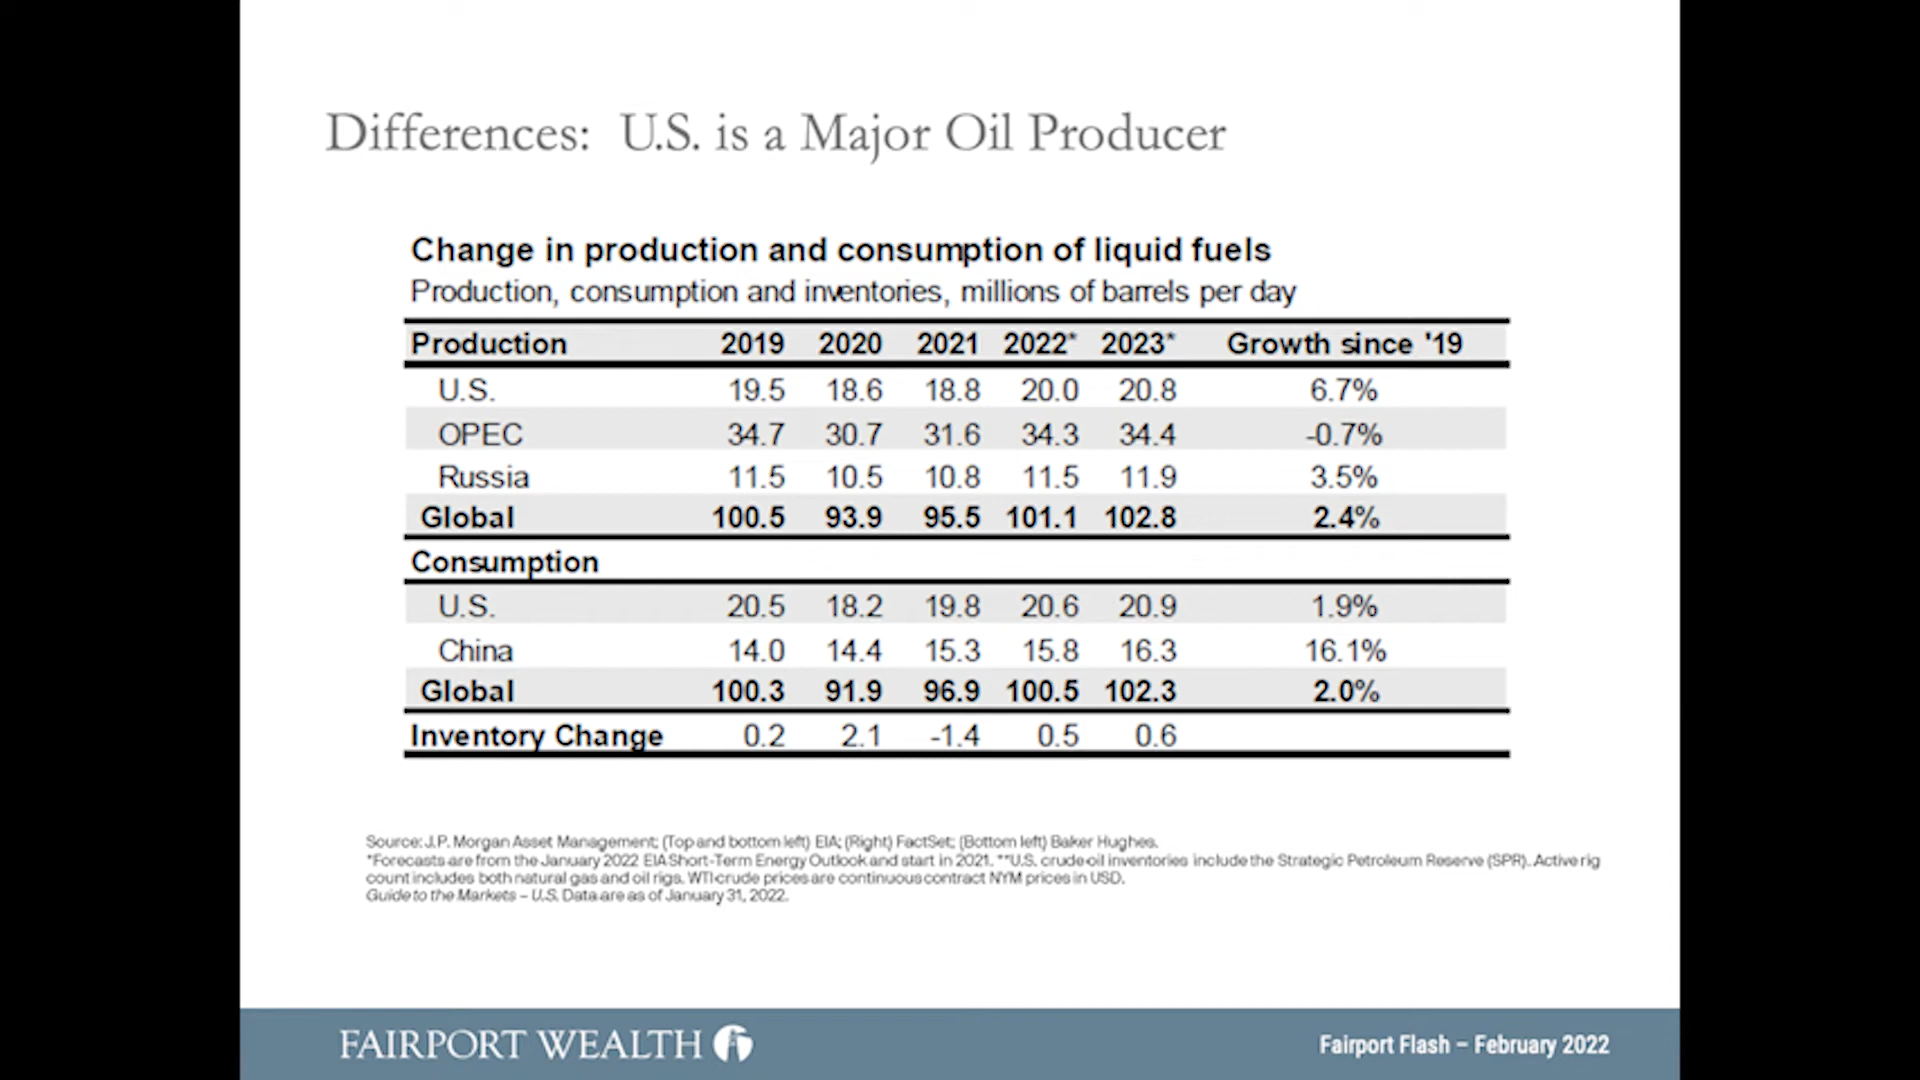 Differences: U.S. is a Major Oil Producer
Change in production and consumption of liquid fuels
Production, consumption and inventories, millions of barrels per day
Production 2019 2020 2021 2022* 2023* Growth since '19
U.S. 19.5 18.6 18.8 20.0 20.8 6.7%
OPEC 34.7 30.7 31.6 34.3 34.4 -0.7%
Russia 11.5 10.5 10.8 11.5 11.9 3.5%
Global 100.5 93.9 95.5 101.1 102.8 2.4%
Consumption
U.S. 20.5 18.2 19.8 20.6 20.9 1.9%
China 14.0 14.4 15.3 15.8 16.3 16.1%
Global 100.3 91.9 96.9 100.5 102.3 2.0%
Inventory Change 0.2 2.1 -1.4 0.5 0.6
Source: J.P. Morgan Asset Management; (Top and bottom left) EIA; (Right) FactSet; (Bottom left) Baker Hughes.
*Forecasts are from the January 2022 EIA Short-Term Energy Outlook and start in 2021. **U.S. crude oil inventories include the Strategic Petroleum Reserve (SPR). Active rig
count includes both natural gas and oil rigs. WTI crude prices are continuous contract NYM prices in USD.
Guide to the Markets – U.S. Data are as of January 31, 2022.
FAIRPORT WEALTH
Fairport Flash – February 2022